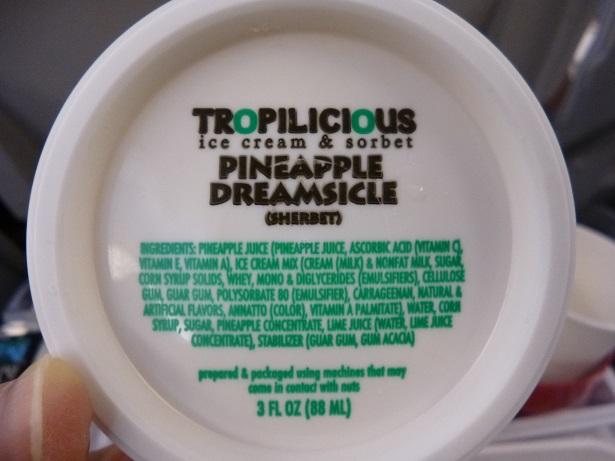 TROPILICIOUS
ice cream & sorbet
PINEAPPLE
DREAMSICLE
(SHERBET)
INGREDIENTS: PINEAPPLE JUICE (PINEAPPLE JUICE, ASCORBIC ACID (VITAMIN C),
VITAMIN E, VITAMIN A), ICE CREAM MIX (CREAM (MILK) & NONFAT MILK, SUGAR,
CORN SYRUP SOLIDS, WHEY, MONO & DIGLYCERIDES (EMULSIFIERS), CELLULOSE
GUM, GUAR GUM, POLYSORBATE 80 (EMULSIFIER), CARRAGEENAN, NATURAL &
ARTIFICIAL FLAVORS, ANNATTO (COLOR), VITAMIN A PALMITATE), WATER, CORN
SYRUP, SUGAR, PINEAPPLE CONCENTRATE, LIME JUICE (WATER, LIME JUICE
CONCENTRATE), STABILIZER (GUAR GUM, GUM ACACIA)
prepared & packaged using machines that may
come in contact with nuts
3 FL OZ (88 ML)